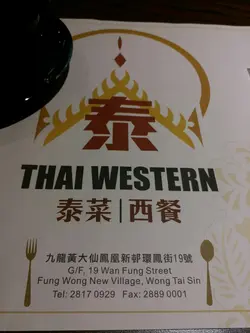 泰
THAI WESTERN
泰菜|西餐
九龍黃大仙鳳凰新邨環鳳街19號
G/F, 19 Wan Fung Street
Fung Wong New Village, Wong Tai Sin
Tel: 2817 0929 Fax: 2889 0001